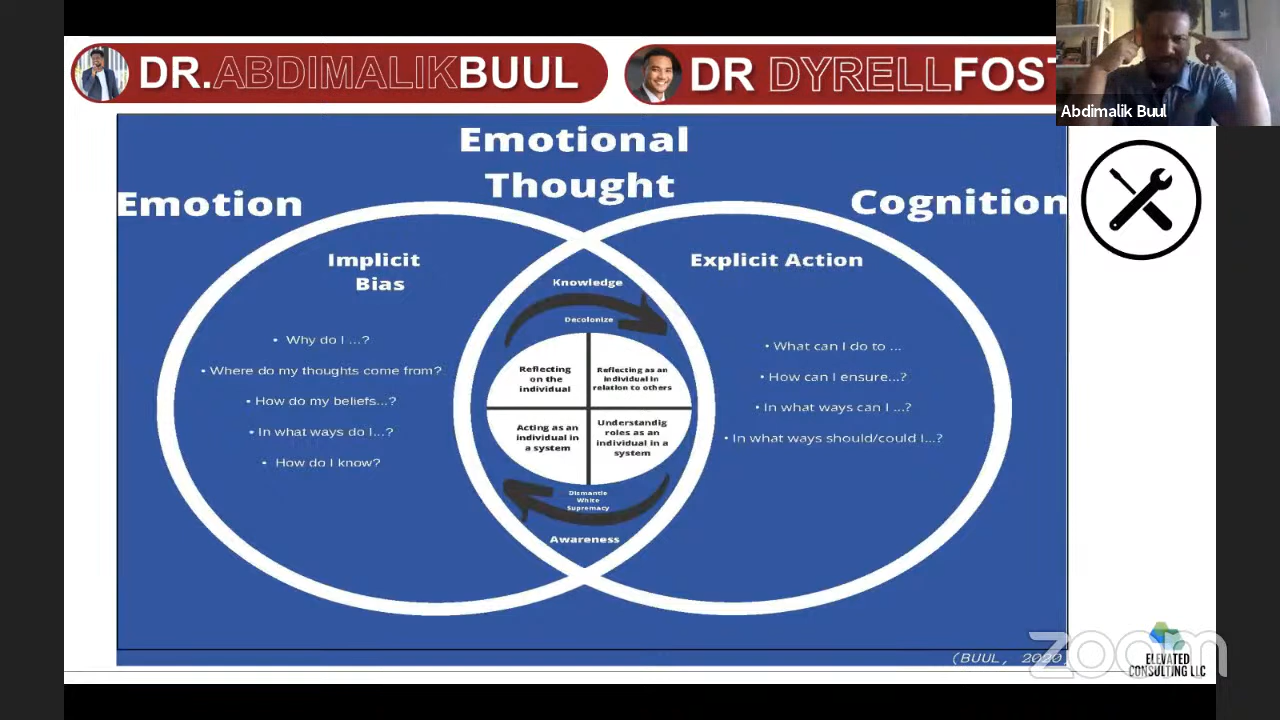 DR.ABDIMALIKBUUL
DR DYRELLFOST
Abdimalik Buul
Emotional
Thought
Emotion
Cognition
Implicit
Bias
• Why do I ...?
• Where do my thoughts come from?
• How do my beliefs...?
• In what ways do I...?
• How do I know?
Knowledge
Decolonize
Reflecting
on the
individual
Reflecting as an
individual in
relation to others
Acting as an
individual in
a system
Understandig
roles as an
individual in a
system
Dismantle
White
Supremacy
Awareness
Explicit Action
• What can I do to ...
• How can I ensure...?
• In what ways can I ...?
• In what ways should/could I...?
(BUUL, 2020
zoom
ELEVATED
CONSULTING LLC